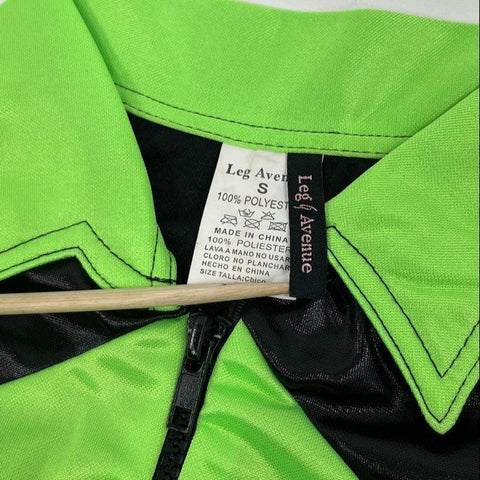 Leg Aven
S
100% POLYEST
MADE IN CHINA
100% POLIESTER
LAVA A MANO NO USAR
CLORO NO PLANCHAR
HECHO EN CHINA
SIZE TALLA:Chico
Leg Avenue